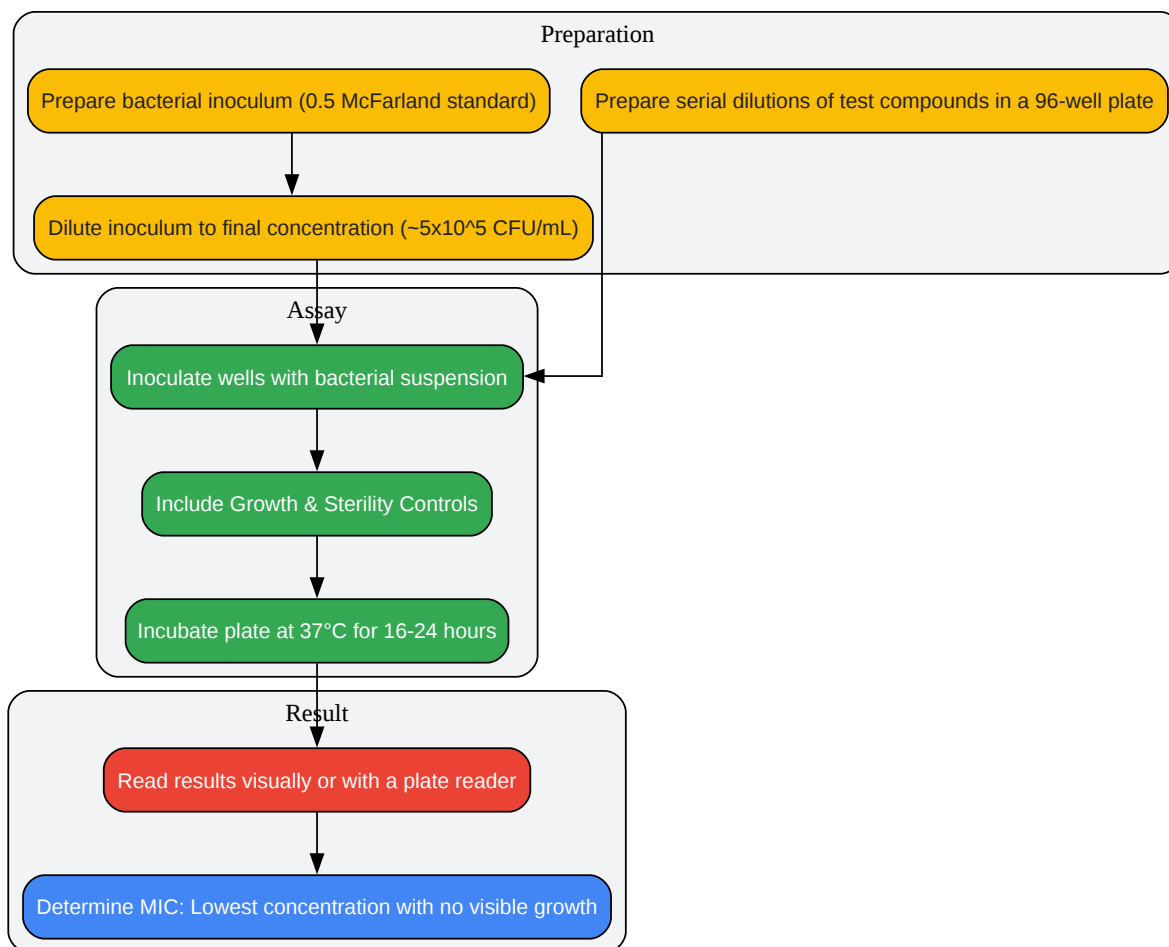 Preparation
Prepare bacterial inoculum (0.5 McFarland standard)
Prepare serial dilutions of test compounds in a 96-well plate
Dilute inoculum to final concentration (~5x10^5 CFU/mL)
Assay
Inoculate wells with bacterial suspension
Include Growth & Sterility Controls
Incubate plate at 37°C for 16-24 hours
Result
Read results visually or with a plate reader
Determine MIC: Lowest concentration with no visible growth